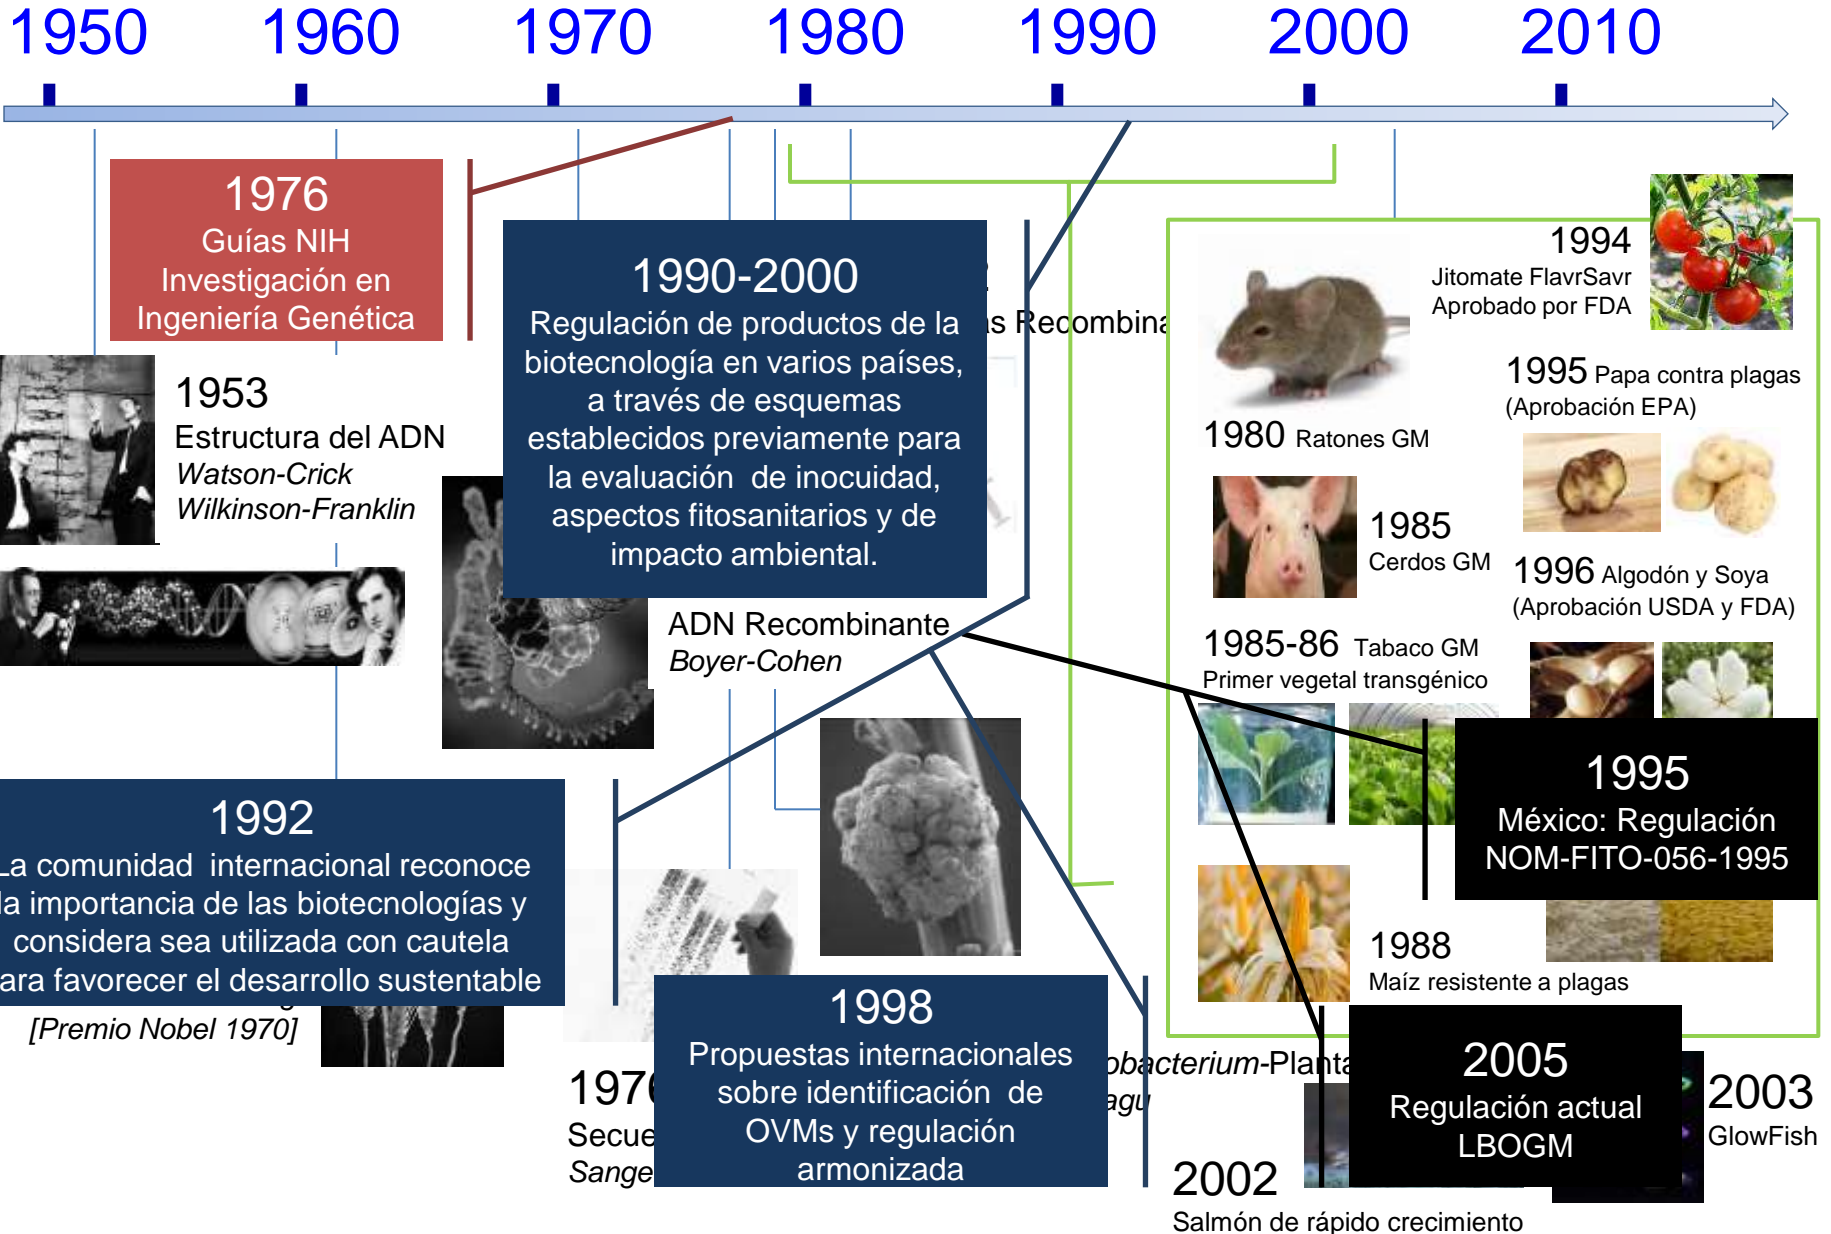 1950 1960 1970 1980 1990 2000 2010
1976
Guías NIH
Investigación en
Ingeniería Genética
1953
Estructura del ADN
Watson-Crick
Wilkinson-Franklin
1990-2000
Regulación de productos de la
biotecnología en varios países,
a través de esquemas
establecidos previamente para
la evaluación de inocuidad,
aspectos fitosanitarios y de
impacto ambiental.
ADN Recombinante
Boyer-Cohen
1992
La comunidad internacional reconoce
la importancia de las biotecnologías y
considera sea utilizada con cautela
para favorecer el desarrollo sustentable
[Premio Nobel 1970]
1976
1998
Propuestas internacionales
sobre identificación de
OVMs y regulación
armonizada
1994
Jitomate FlavrSavr
Aprobado por FDA
1980 Ratones GM
1995 Papa contra plagas
(Aprobación EPA)
1985
Cerdos GM
1996 Algodón y Soya
(Aprobación USDA y FDA)
1985-86 Tabaco GM
Primer vegetal transgénico
1995
México: Regulación
NOM-FITO-056-1995
1988
Maíz resistente a plagas
2005
Regulación actual
LBOGM
2003
GlowFish
2002
Salmón de rápido crecimiento